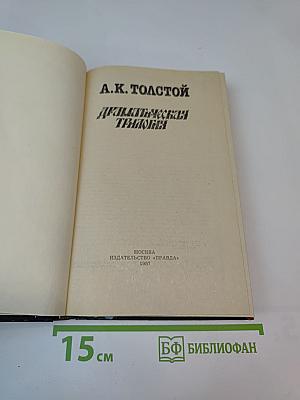 А.К. ТОЛСТОЙ
ДРАМАТИЧЕСКАЯ
ТРИЛОГИЯ
МОСКВА
ИЗДАТЕЛЬСТВО «ПРАВДА»
1987
15 см
БФ БИБЛИОФАН